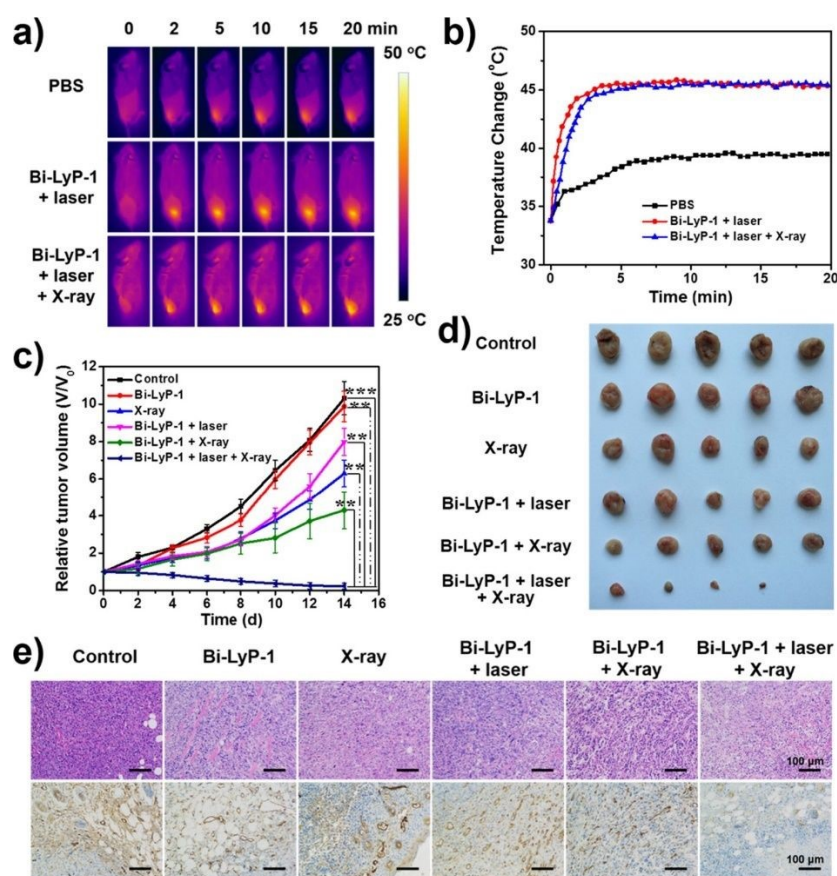 a)
0 2 5 10 15 20 min
PBS
Bi-LyP-1
+ laser
Bi-LyP-1
+ laser
+ X-ray
50 °C
25 °C
b)
Temperature Change (°C)
50
45
40
35
30
PBS
Bi-LyP-1 + laser
Bi-LyP-1 + laser + X-ray
0 5 10 15 20
Time (min)
c)
Relative tumor volume (V/V₀)
12
10
8
6
4
2
0
Control
Bi-LyP-1
X-ray
Bi-LyP-1 + laser
Bi-LyP-1 + X-ray
Bi-LyP-1 + laser + X-ray
***
**
**
**
**
0 2 4 6 8 10 12 14 16
Time (d)
d)
Control
Bi-LyP-1
X-ray
Bi-LyP-1 + laser
Bi-LyP-1 + X-ray
Bi-LyP-1 + laser
+ X-ray
e)
Control
Bi-LyP-1
X-ray
Bi-LyP-1
+ laser
Bi-LyP-1
+ X-ray
Bi-LyP-1 + laser
+ X-ray
100 μm
100 μm